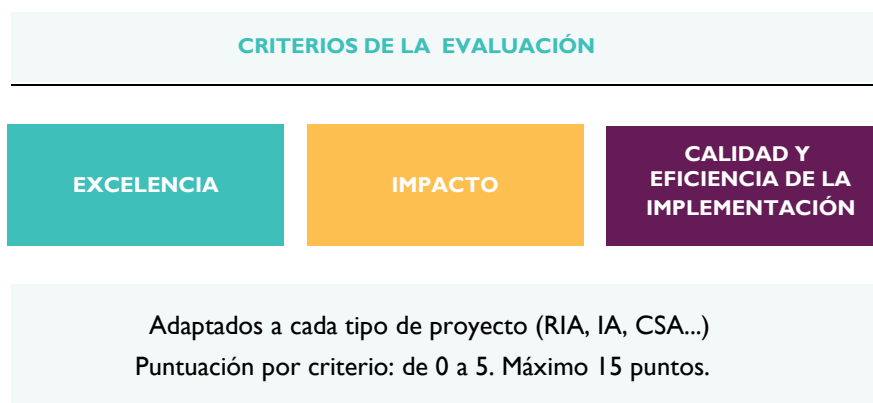 CRITERIOS DE LA EVALUACIÓN
EXCELENCIA
IMPACTO
CALIDAD Y
EFICIENCIA DE LA
IMPLEMENTACIÓN
Adaptados a cada tipo de proyecto (RIA, IA, CSA...)
Puntuación por criterio: de 0 a 5. Máximo 15 puntos.